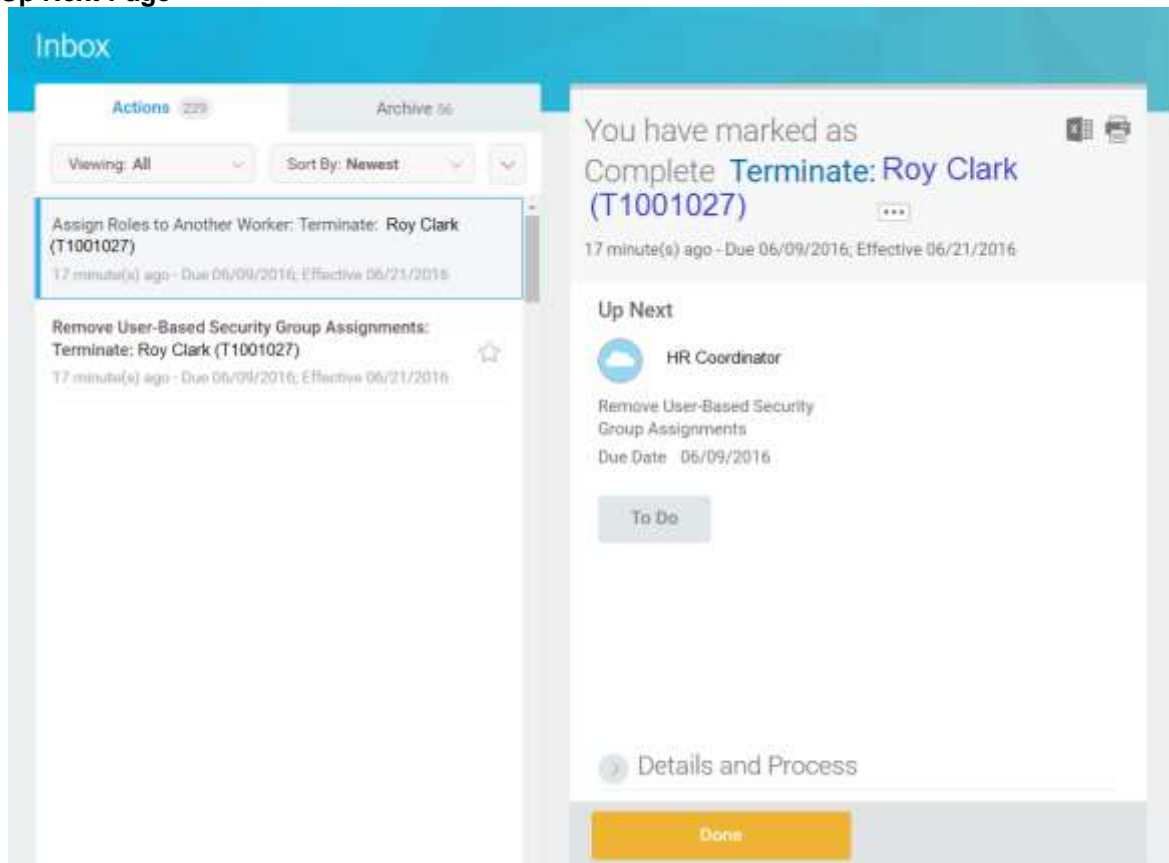 Up Next Page
Inbox
Actions 229
Archive 56
Viewing: All
Sort By: Newest
Assign Roles to Another Worker: Terminate: Roy Clark
(T1001027)
17 minute(s) ago - Due 06/09/2016; Effective 06/21/2016
Remove User-Based Security Group Assignments:
Terminate: Roy Clark (T1001027)
17 minute(s) ago - Due 06/09/2016; Effective 06/21/2016
You have marked as
Complete Terminate: Roy Clark
(T1001027)
17 minute(s) ago - Due 06/09/2016; Effective 06/21/2016
Up Next
HR Coordinator
Remove User-Based Security
Group Assignments
Due Date 06/09/2016
To Do
Details and Process
Done